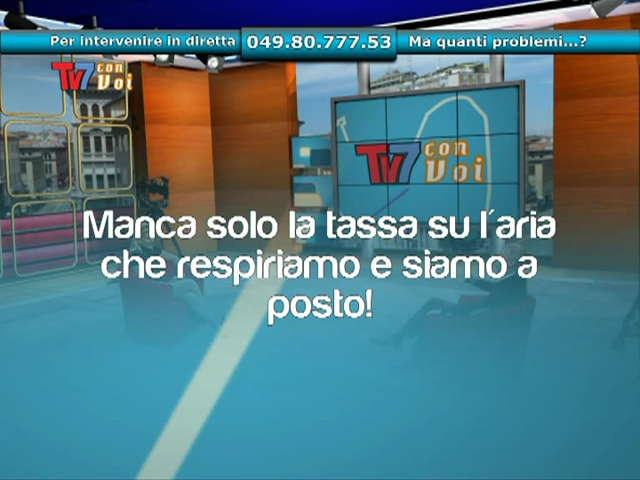 Per intervenire in diretta 049.80.777.53 Ma quanti problemi...?
TV7 con Voi
TV7 con Voi
Manca solo la tassa su l´aria
che respiriamo e siamo a
posto!